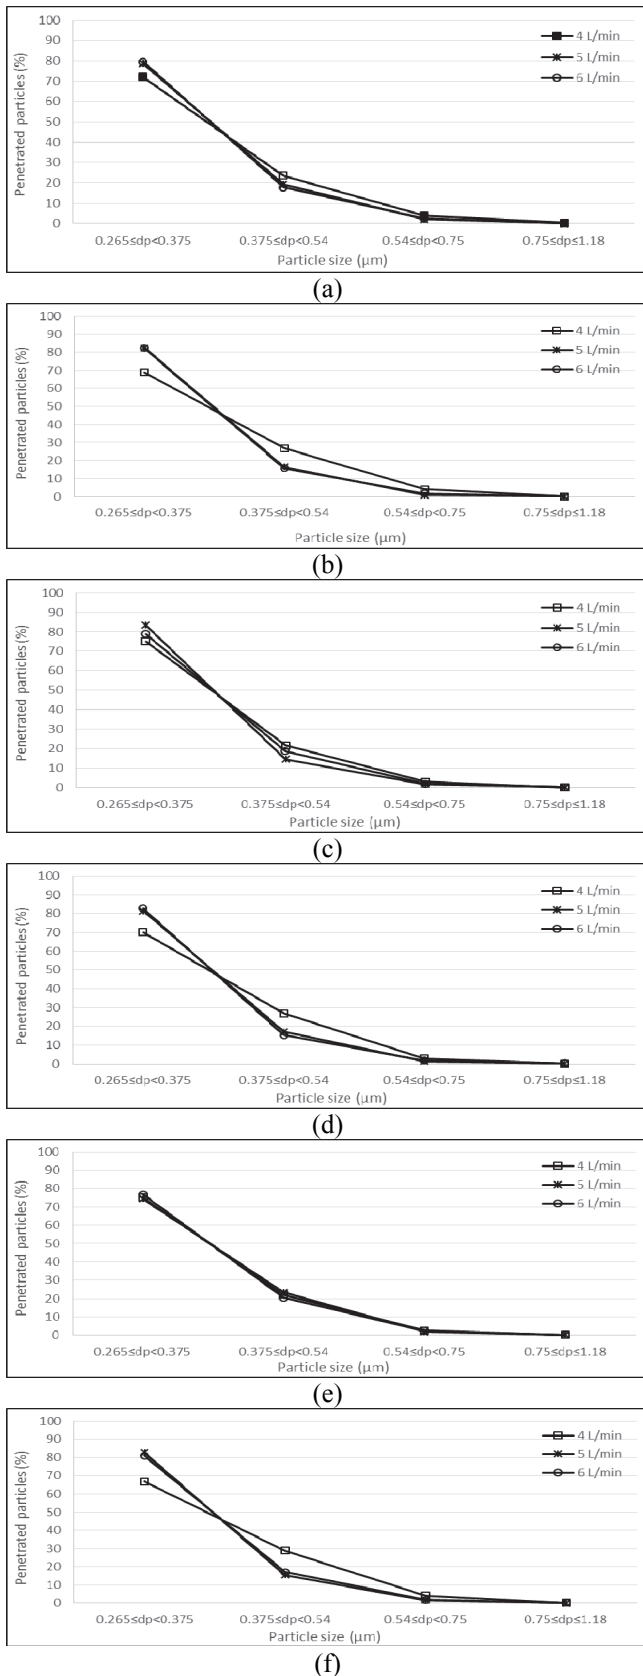 100
90
80
70
60
50
40
30
20
10
0
Penetrated particles (%)
4 L/min
5 L/min
6 L/min
0.265≤dp<0.375 0.375≤dp<0.54 0.54≤dp<0.75 0.75≤dp≤1.18
Particle size (µm)
(a)
100
90
80
70
60
50
40
30
20
10
0
Penetrated particles (%)
4 L/min
5 L/min
6 L/min
0.265≤dp<0.375 0.375≤dp<0.54 0.54≤dp<0.75 0.75≤dp≤1.18
Particle size (µm)
(b)
100
90
80
70
60
50
40
30
20
10
0
Penetrated particles (%)
4 L/min
5 L/min
6 L/min
0.265≤dp<0.375 0.375≤dp<0.54 0.54≤dp<0.75 0.75≤dp≤1.18
Particle size (µm)
(c)
100
90
80
70
60
50
40
30
20
10
0
Penetrated particles (%)
4 L/min
5 L/min
6 L/min
0.265≤dp<0.375 0.375≤dp<0.54 0.54≤dp<0.75 0.75≤dp≤1.18
Particle size (µm)
(d)
100
90
80
70
60
50
40
30
20
10
0
Penetrated particles (%)
4 L/min
5 L/min
6 L/min
0.265≤dp<0.375 0.375≤dp<0.54 0.54≤dp<0.75 0.75≤dp≤1.18
Particle size (µm)
(e)
100
90
80
70
60
50
40
30
20
10
0
Penetrated particles (%)
4 L/min
5 L/min
6 L/min
0.265≤dp<0.375 0.375≤dp<0.54 0.54≤dp<0.75 0.75≤dp≤1.18
Particle size (µm)
(f)